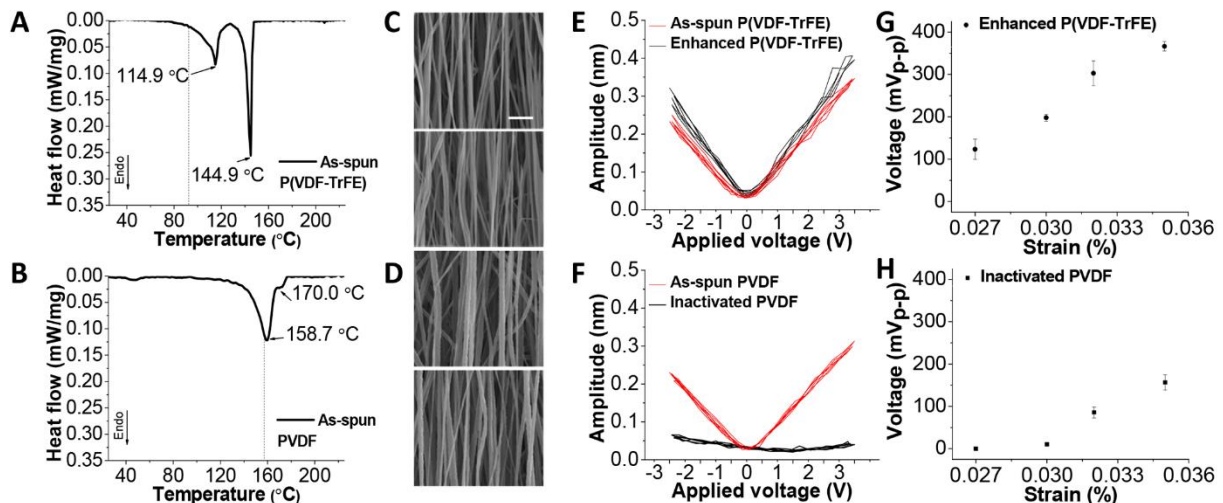 A
0.00
0.05
0.10
0.15
0.20
0.25
0.30
0.35
Heat flow (mW/mg)
114.9 °C
144.9 °C
Endo
As-spun
P(VDF-TrFE)
40 80 120 160 200
Temperature (°C)
B
0.00
0.05
0.10
0.15
0.20
0.25
0.30
0.35
Heat flow (mW/mg)
170.0 °C
158.7 °C
Endo
As-spun
PVDF
40 80 120 160 200
Temperature (°C)
C
D
E
0.5
0.4
0.3
0.2
0.1
0.0
Amplitude (nm)
As-spun P(VDF-TrFE)
Enhanced P(VDF-TrFE)
-3 -2 -1 0 1 2 3
Applied voltage (V)
F
0.5
0.4
0.3
0.2
0.1
0.0
Amplitude (nm)
As-spun PVDF
Inactivated PVDF
-3 -2 -1 0 1 2 3
Applied voltage (V)
G
400
300
200
100
0
Voltage (mVp-p)
Enhanced P(VDF-TrFE)
0.027 0.030 0.033 0.036
Strain (%)
H
400
300
200
100
0
Voltage (mVp-p)
Inactivated PVDF
0.027 0.030 0.033 0.036
Strain (%)